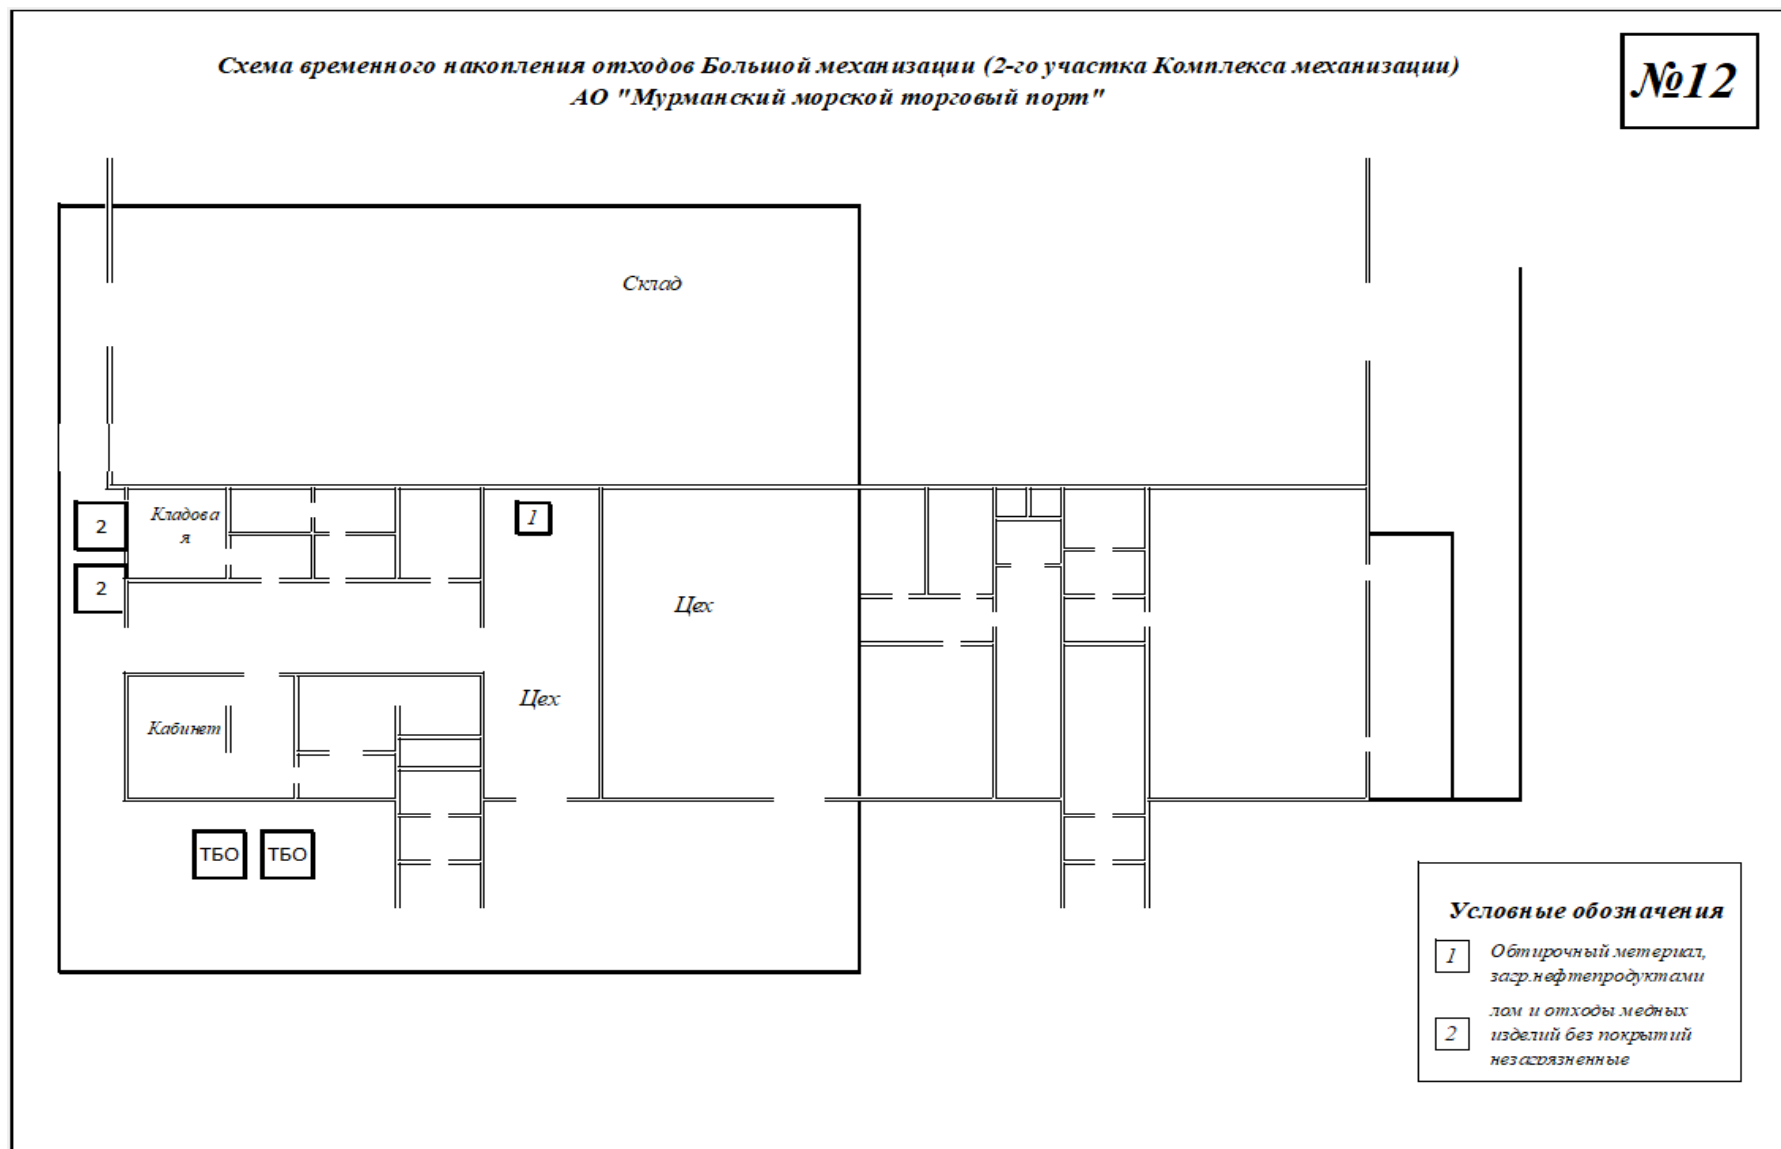 Схема временного накопления отходов Большой механизации (2-го участка Комплекса механизации)
АО "Мурманский морской торговый порт"
№12
Склад
2
Кладова
я
1
2
Цех
Цех
Кабинет
ТБО
ТБО
Условные обозначения
1
Обтирочный метериал,
загр.нефтепродуктами
2
лом и отходы медных
изделий без покрытий
незагрязненные